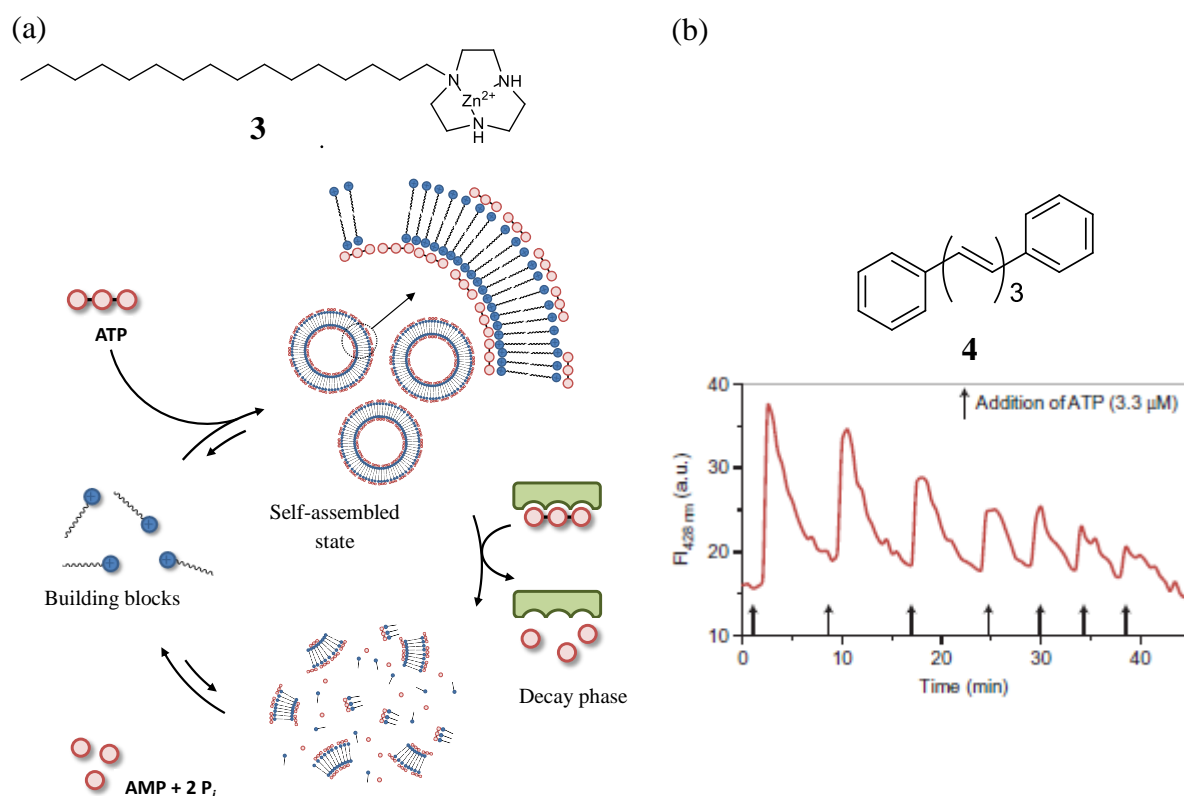 (a)
N
NH
Zn2+
N
H
3
.
ATP
Self-assembled
state
Building blocks
Decay phase
AMP + 2 Pi
(b)
3
4
40
Addition of ATP (3.3 µM)
30
20
10
FI428 nm (a.u.)
0 10 20 30 40
Time (min)